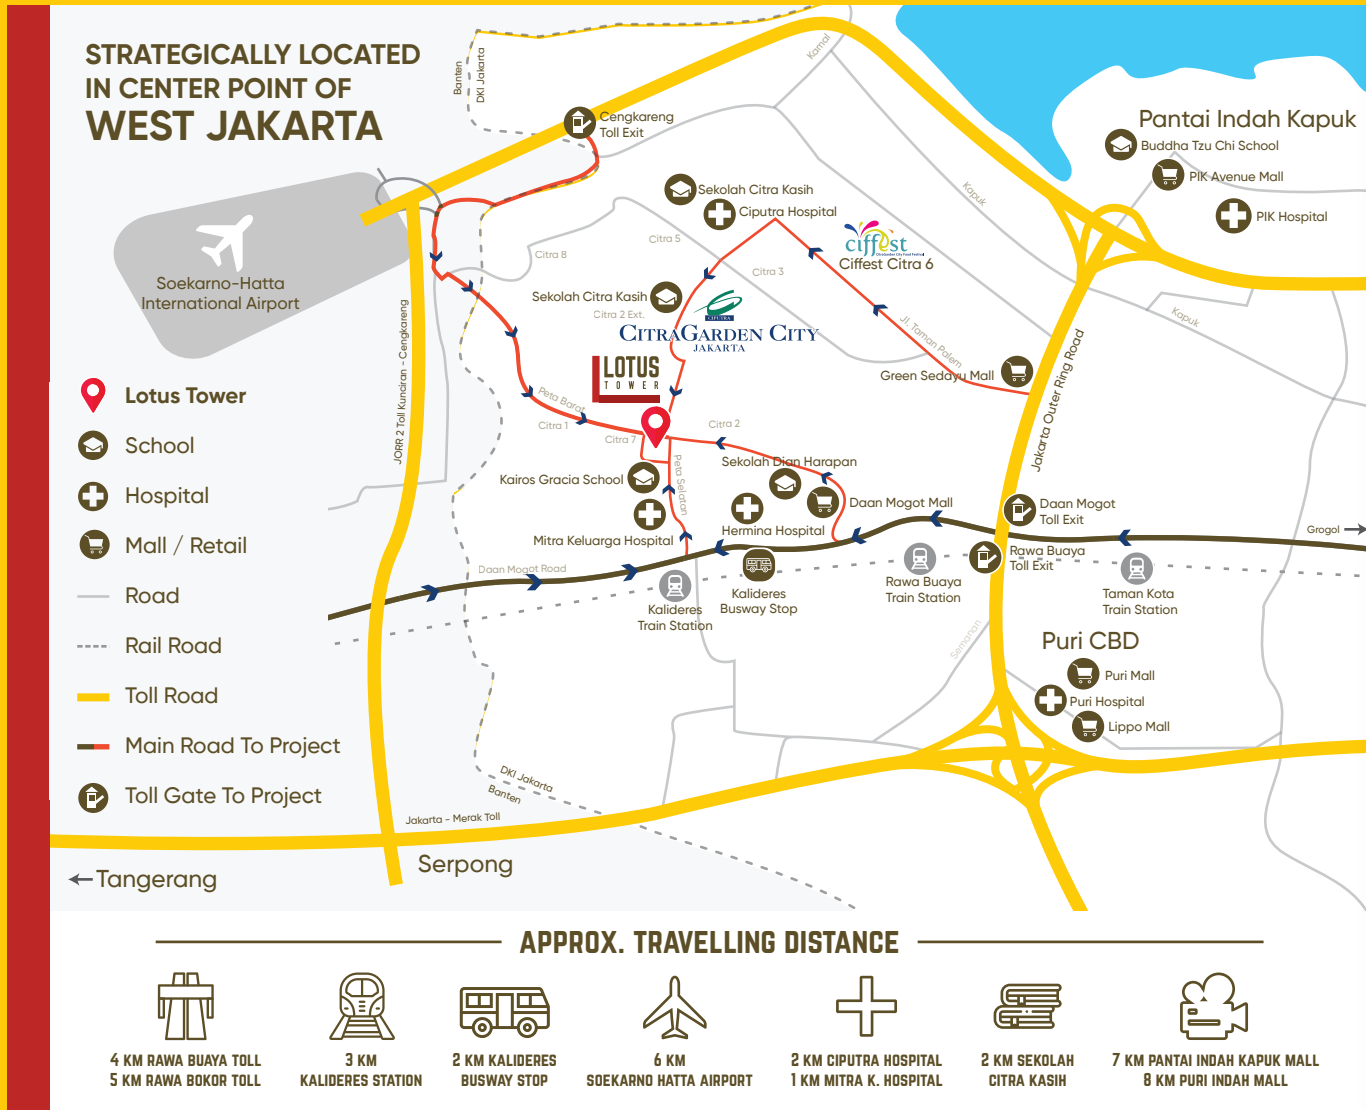 STRATEGICALLY LOCATED
IN CENTER POINT OF
WEST JAKARTA
Banten
DKI Jakarta
Kamal
Cengkareng
Toll Exit
Pantai Indah Kapuk
Buddha Tzu Chi School
PIK Avenue Mall
PIK Hospital
Kapuk
Sekolah Citra Kasih
Ciputra Hospital
Citra 5
Citra 8
Citra 3
ciffest
Ciffest Citra 6
Soekarno-Hatta
International Airport
Sekolah Citra Kasih
Citra 2 Ext.
CIPUTRA
CITRAGARDEN CITY
JAKARTA
Kapuk
Jl. Taman Palem
Green Sedayu Mall
Jakarta Outer Ring Road
JORR 2 Toll Kunciran - Cengkareng
LOTUS
TOWER
Peta Barat
Citra 1
Citra 7
Citra 2
Peta Selatan
Sekolah Dian Harapan
Kairos Gracia School
Daan Mogot Mall
Hermina Hospital
Mitra Keluarga Hospital
Daan Mogot
Toll Exit
Grogol
Rawa Buaya
Toll Exit
Daan Mogot Road
Kalideres
Train Station
Kalideres
Busway Stop
Rawa Buaya
Train Station
Taman Kota
Train Station
Semanan
Puri CBD
Puri Mall
Puri Hospital
Lippo Mall
Lotus Tower
School
Hospital
Mall / Retail
Road
Rail Road
Toll Road
Main Road To Project
Toll Gate To Project
DKI Jakarta
Banten
Jakarta - Merak Toll
Serpong
Tangerang
APPROX. TRAVELLING DISTANCE
4 KM RAWA BUAYA TOLL
5 KM RAWA BOKOR TOLL
3 KM
KALIDERES STATION
2 KM KALIDERES
BUSWAY STOP
6 KM
SOEKARNO HATTA AIRPORT
2 KM CIPUTRA HOSPITAL
1 KM MITRA K. HOSPITAL
2 KM SEKOLAH
CITRA KASIH
7 KM PANTAI INDAH KAPUK MALL
8 KM PURI INDAH MALL